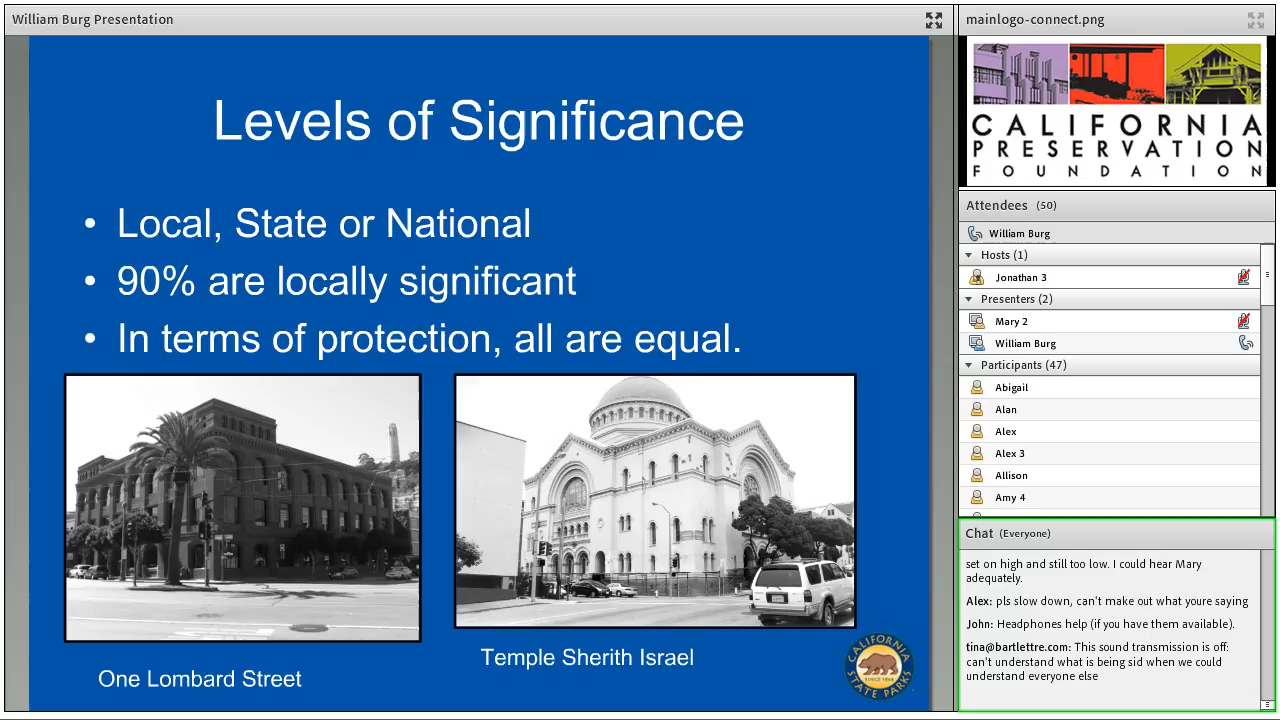 William Burg Presentation
Levels of Significance
• Local, State or National
• 90% are locally significant
• In terms of protection, all are equal.
One Lombard Street
Temple Sherith Israel
CALIFORNIA
SINCE 1864
STATE PARKS
mainlogo-connect.png
CALIFORNIA
PRESERVATION
FOUNDATION
Attendees (50)
William Burg
Hosts (1)
Jonathan 3
Presenters (2)
Mary 2
William Burg
Participants (47)
Abigail
Alan
Alex
Alex 3
Allison
Amy 4
Chat (Everyone)
set on high and still too low. I could hear Mary
adequately.
Alex: pls slow down, can't make out what youre saying
John: Headphones help (if you have them available).
tina@bartlettre.com: This sound transmission is off:
can't understand what is being sid when we could
understand everyone else